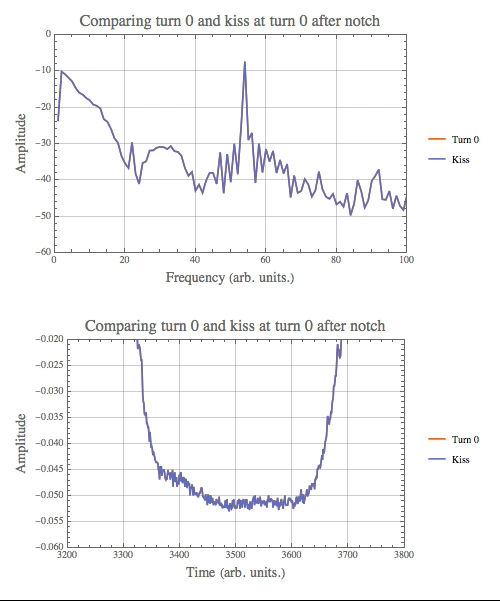 Comparing turn 0 and kiss at turn 0 after notch
0
−10
−20
−30
−40
−50
−60
Amplitude
0 20 40 60 80 100
Frequency (arb. units.)
Turn 0
Kiss
Comparing turn 0 and kiss at turn 0 after notch
−0.020
−0.025
−0.030
−0.035
−0.040
−0.045
−0.050
−0.055
−0.060
Amplitude
3200 3300 3400 3500 3600 3700 3800
Time (arb. units.)
Turn 0
Kiss